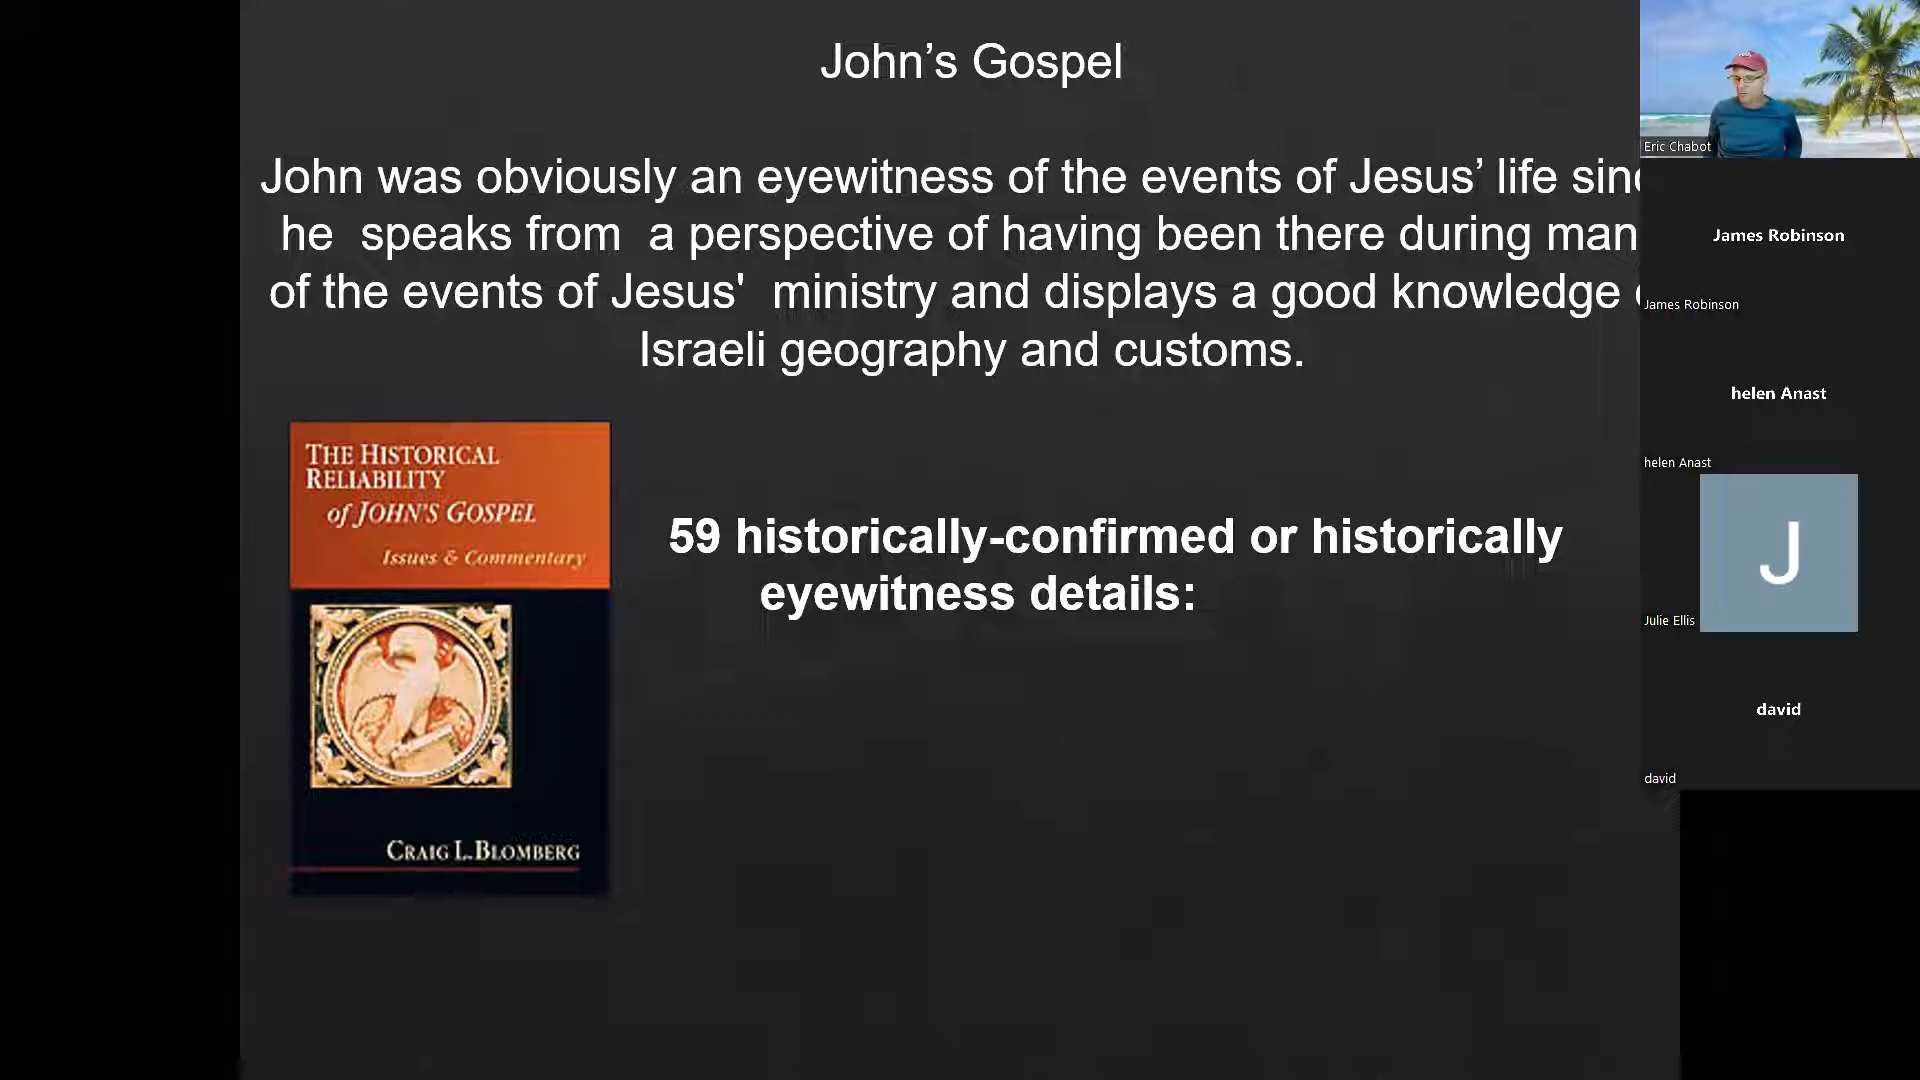 John’s Gospel
John was obviously an eyewitness of the events of Jesus’ life
he speaks from a perspective of having been there during
of the events of Jesus' ministry and displays a good knowledge
Israeli geography and customs.
THE HISTORICAL
RELIABILITY
of JOHN'S GOSPEL
Issues & Commentary
CRAIG L. BLOMBERG
59 historically-confirmed or historically
eyewitness details:
Eric Chabot
James Robinson
James Robinson
helen Anast
helen Anast
J
Julie Ellis
david
david